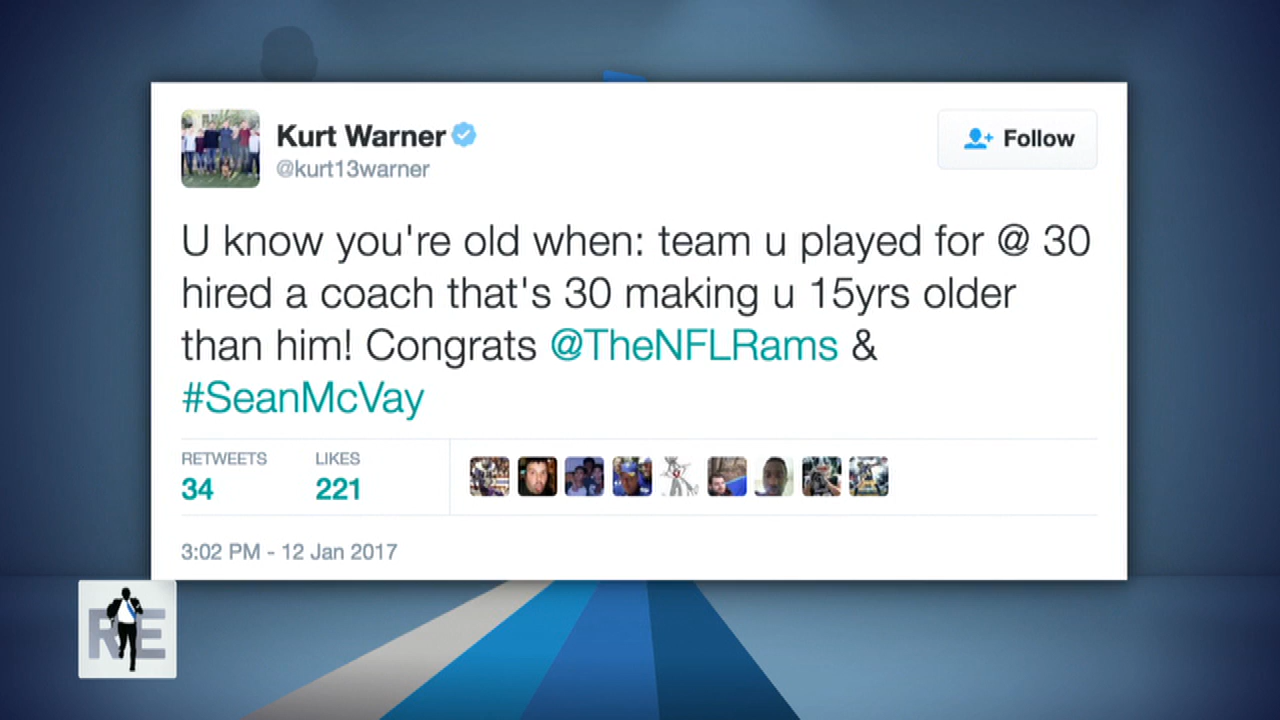 Kurt Warner
@kurt13warner
Follow
U know you're old when: team u played for @ 30
hired a coach that's 30 making u 15yrs older
than him! Congrats @TheNFLRams &
#SeanMcVay
RETWEETS LIKES
34 221
3:02 PM - 12 Jan 2017
RE